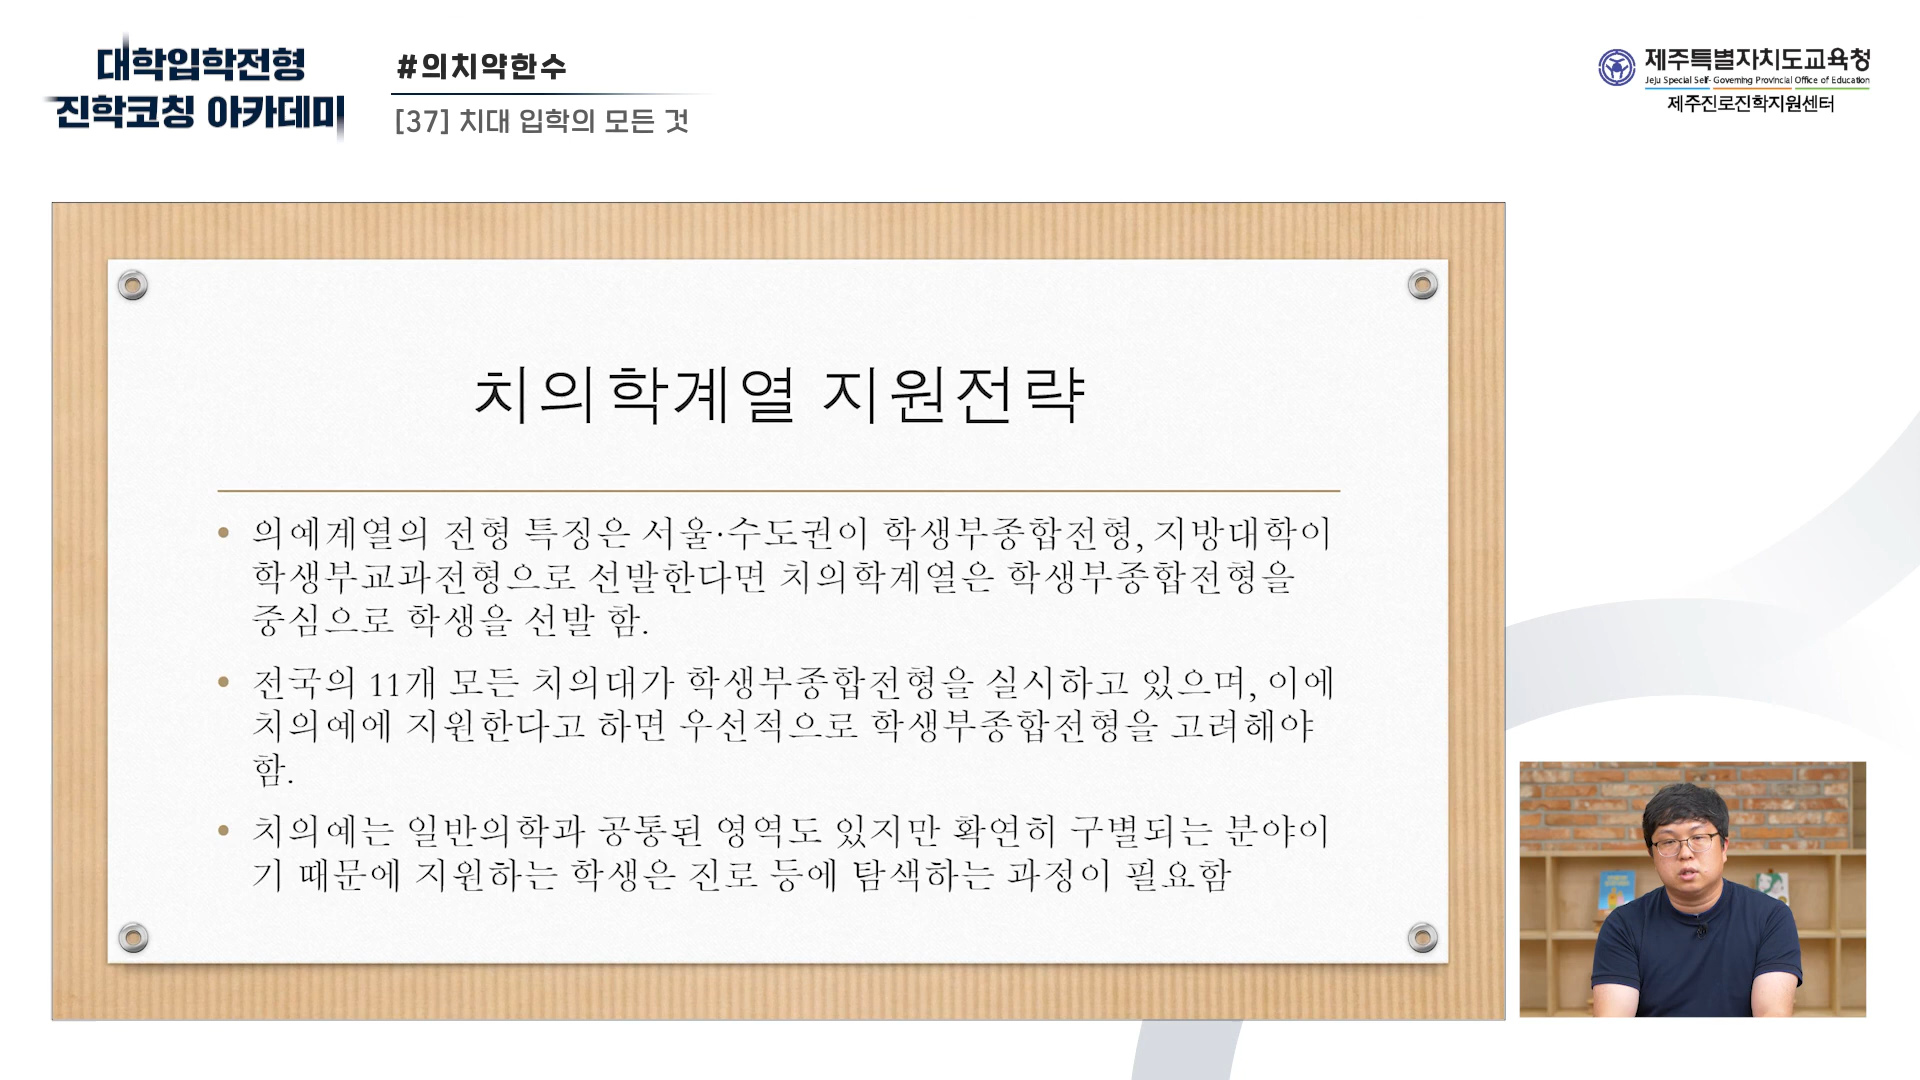 대학입학전형
진학코칭 아카데미
#의치약한수
[37] 치대 입학의 모든 것
제주특별자치도교육청
Jeju Special Self- Governing Provincial Office of Education
제주진로진학지원센터
치의학계열 지원전략
• 의예계열의 전형 특징은 서울·수도권이 학생부종합전형, 지방대학이
학생부교과전형으로 선발한다면 치의학계열은 학생부종합전형을
중심으로 학생을 선발 함.
• 전국의 11개 모든 치의대가 학생부종합전형을 실시하고 있으며, 이에
치의예에 지원한다고 하면 우선적으로 학생부종합전형을 고려해야
함.
• 치의예는 일반의학과 공통된 영역도 있지만 확연히 구별되는 분야이
기 때문에 지원하는 학생은 진로 등에 탐색하는 과정이 필요함